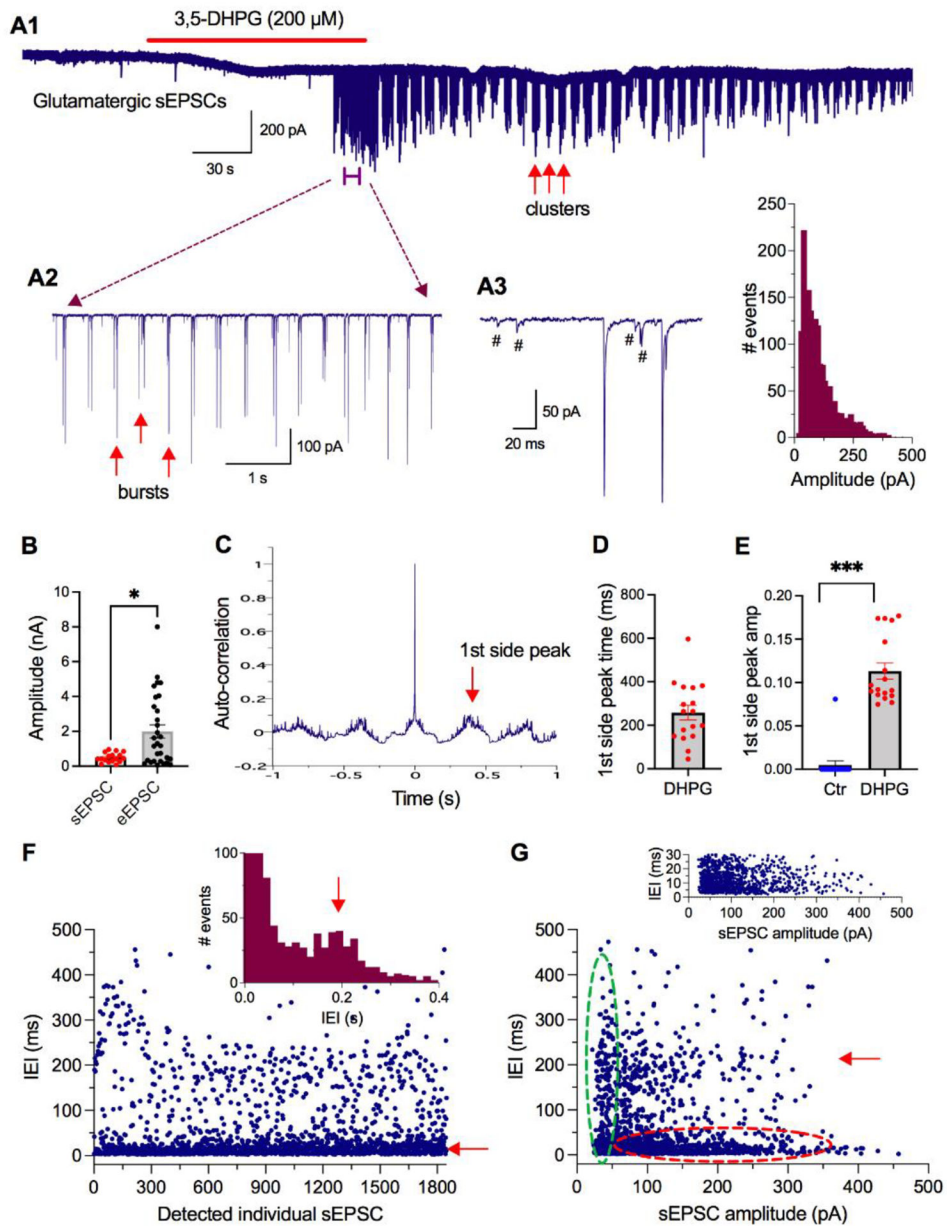 A1
3,5-DHPG (200 µM)
Glutamatergic sEPSCs
200 pA
30 s
clusters
A2
bursts
100 pA
1 s
A3
# # # #
50 pA
20 ms
250
200
150
100
50
0
# events
0 250 500
Amplitude (pA)
B
10
8
6
4
2
0
Amplitude (nA)
*
sEPSC eEPSC
C
Auto-correlation
1
0.8
0.6
0.4
0.2
0
-0.2
-1 -0.5 0 0.5 1
1st side peak
Time (s)
D
1st side peak time (ms)
800
600
400
200
0
DHPG
E
1st side peak amp
***
0.20
0.15
0.10
0.05
0.00
Ctr DHPG
F
IEI (ms)
500
400
300
200
100
0
0 300 600 900 1200 1500 1800
Detected individual sEPSC
100
50
0
# events
0.0 0.2 0.4
IEI (s)
G
IEI (ms)
30
20
10
0
0 50 100 150 200 250 300 350 400 450 500
sEPSC amplitude (pA)
IEI (ms)
500
400
300
200
100
0
0 100 200 300 400 500
sEPSC amplitude (pA)